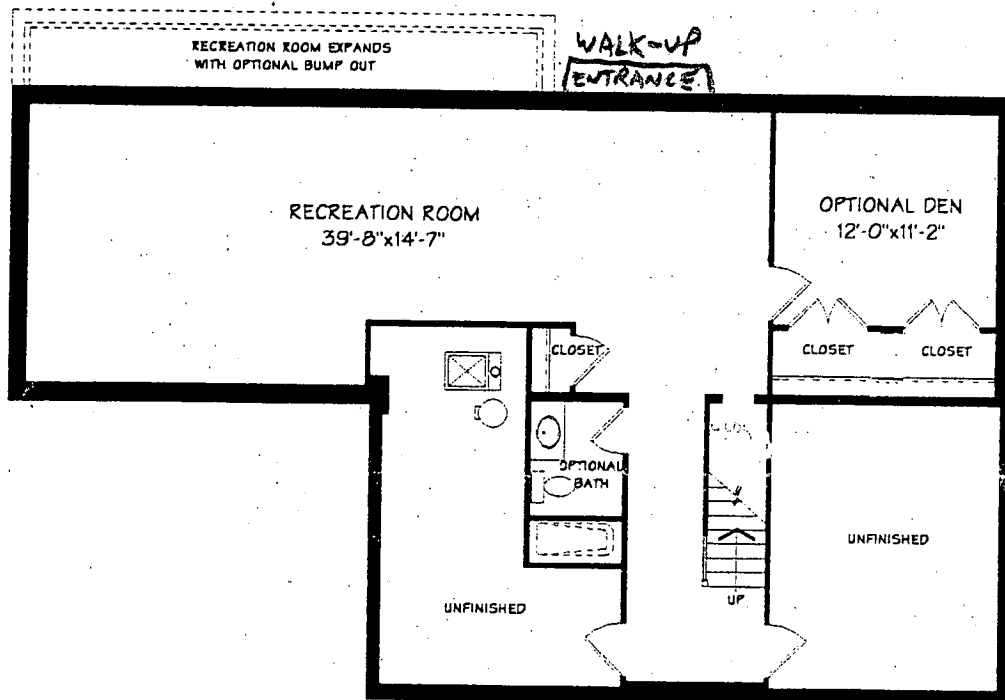 RECREATION ROOM EXPANDS
WITH OPTIONAL BUMP OUT
WALK-UP
ENTRANCE
RECREATION ROOM
39'-8"x14'-7"
OPTIONAL DEN
12'-0"x11'-2"
CLOSET
CLOSET
CLOSET
OPTIONAL
BATH
UNFINISHED
UP
UNFINISHED